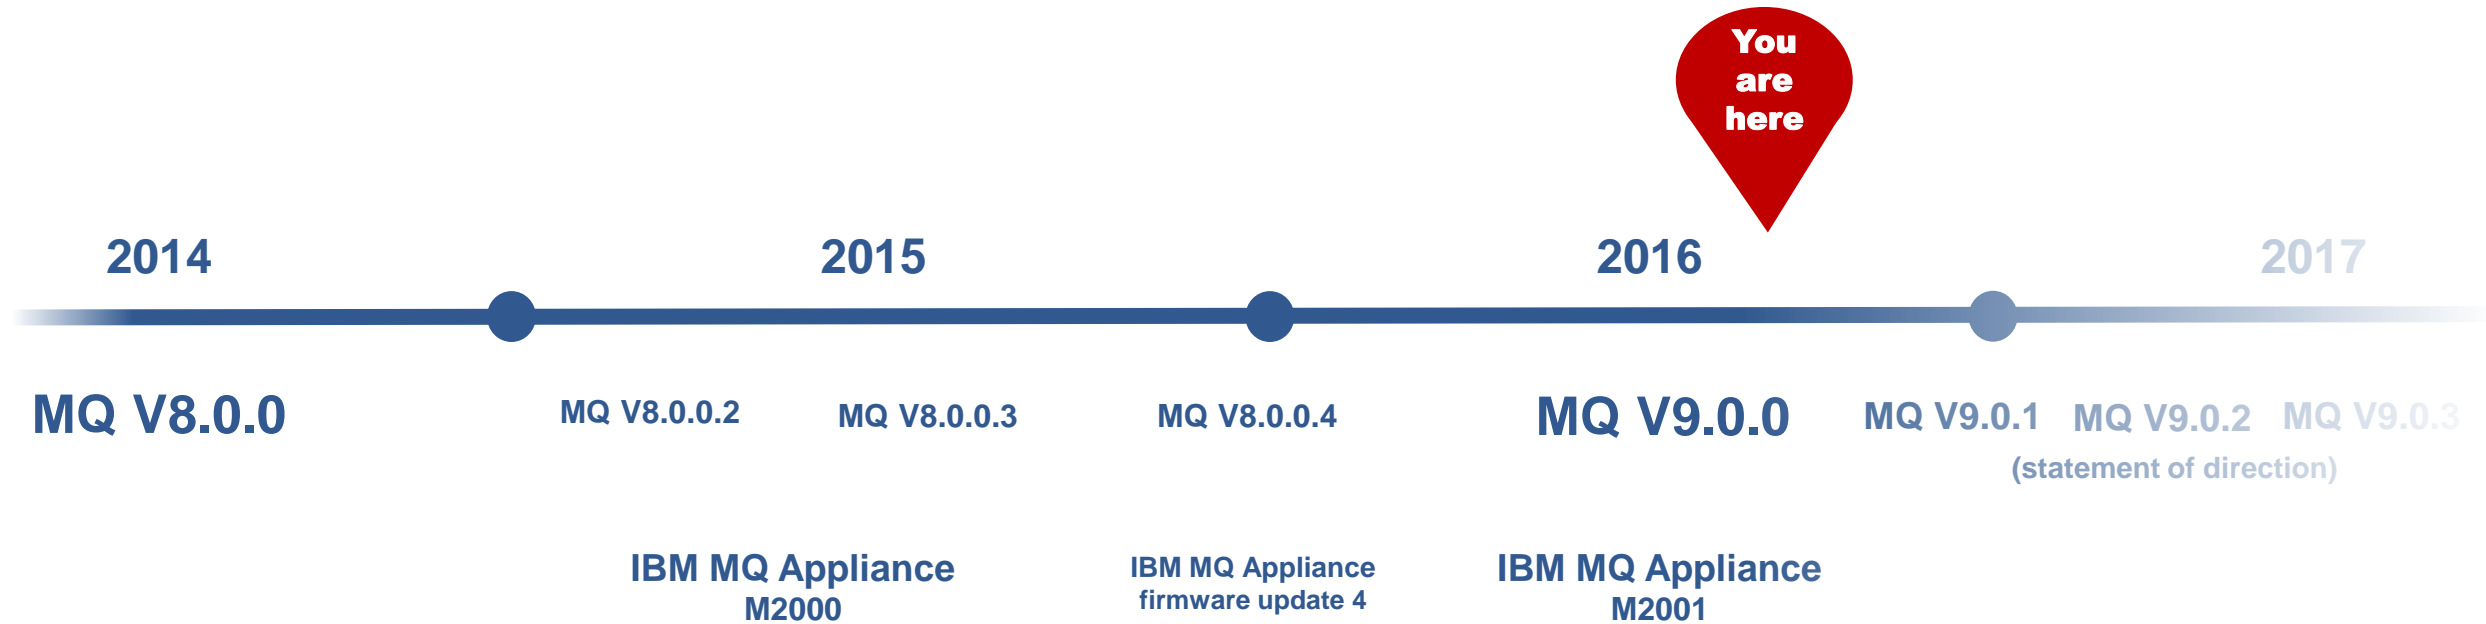 You
are
here
2014
2015
2016
2017
MQ V8.0.0
MQ V8.0.0.2
MQ V8.0.0.3
MQ V8.0.0.4
MQ V9.0.0
MQ V9.0.1
MQ V9.0.2
MQ V9.0.3
(statement of direction)
IBM MQ Appliance
M2000
IBM MQ Appliance
firmware update 4
IBM MQ Appliance
M2001